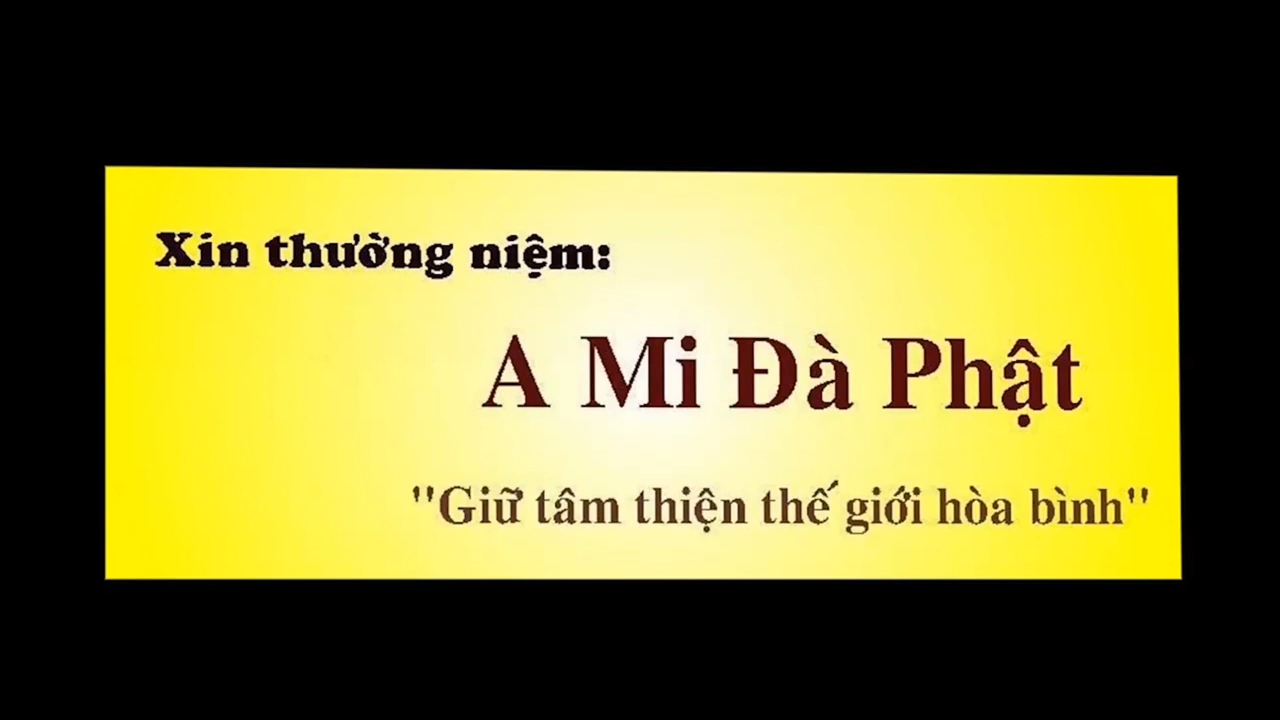 Xin thường niệm:
A Mi Đà Phật
"Giữ tâm thiện thế giới hòa bình"